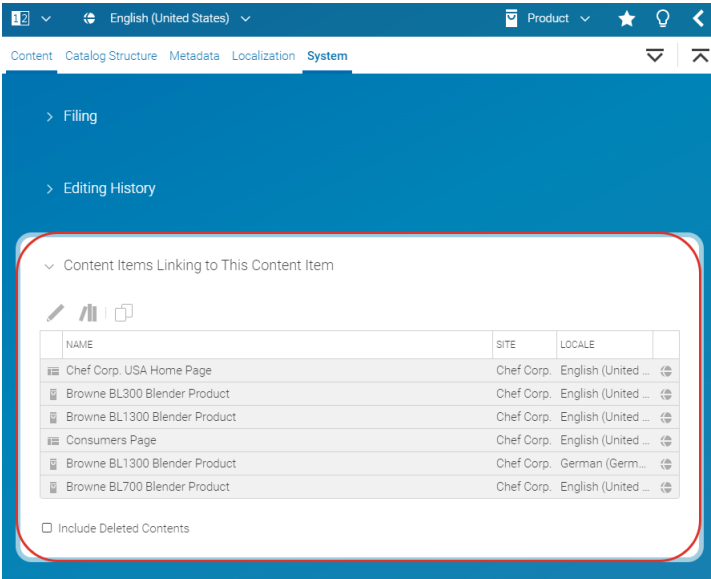 12 English (United States) Product
Content Catalog Structure Metadata Localization System
Filing
Editing History
Content Items Linking to This Content Item
NAME SITE LOCALE
Chef Corp. USA Home Page Chef Corp. English (United ...
Browne BL300 Blender Product Chef Corp. English (United ...
Browne BL1300 Blender Product Chef Corp. English (United ...
Consumers Page Chef Corp. English (United ...
Browne BL1300 Blender Product Chef Corp. German (Germ...
Browne BL700 Blender Product Chef Corp. English (United ...
Include Deleted Contents